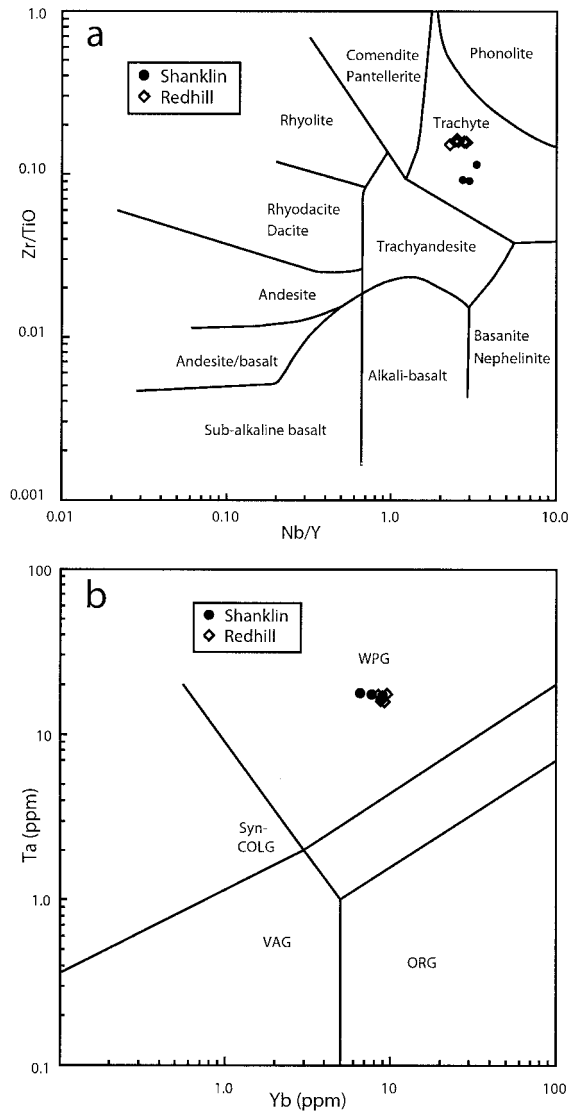 1.0
a
Shanklin
Redhill
Comendite
Pantellerite
Phonolite
Rhyolite
Trachyte
0.10
Rhyodacite
Dacite
Trachyandesite
Zr/TiO
Andesite
0.01
Andesite/basalt
Alkali-basalt
Basanite
Nephelinite
Sub-alkaline basalt
0.001
0.01
0.10
1.0
10.0
Nb/Y
100
b
Shanklin
Redhill
WPG
10
Ta (ppm)
Syn-
COLG
1.0
VAG
ORG
0.1
1.0
10
100
Yb (ppm)